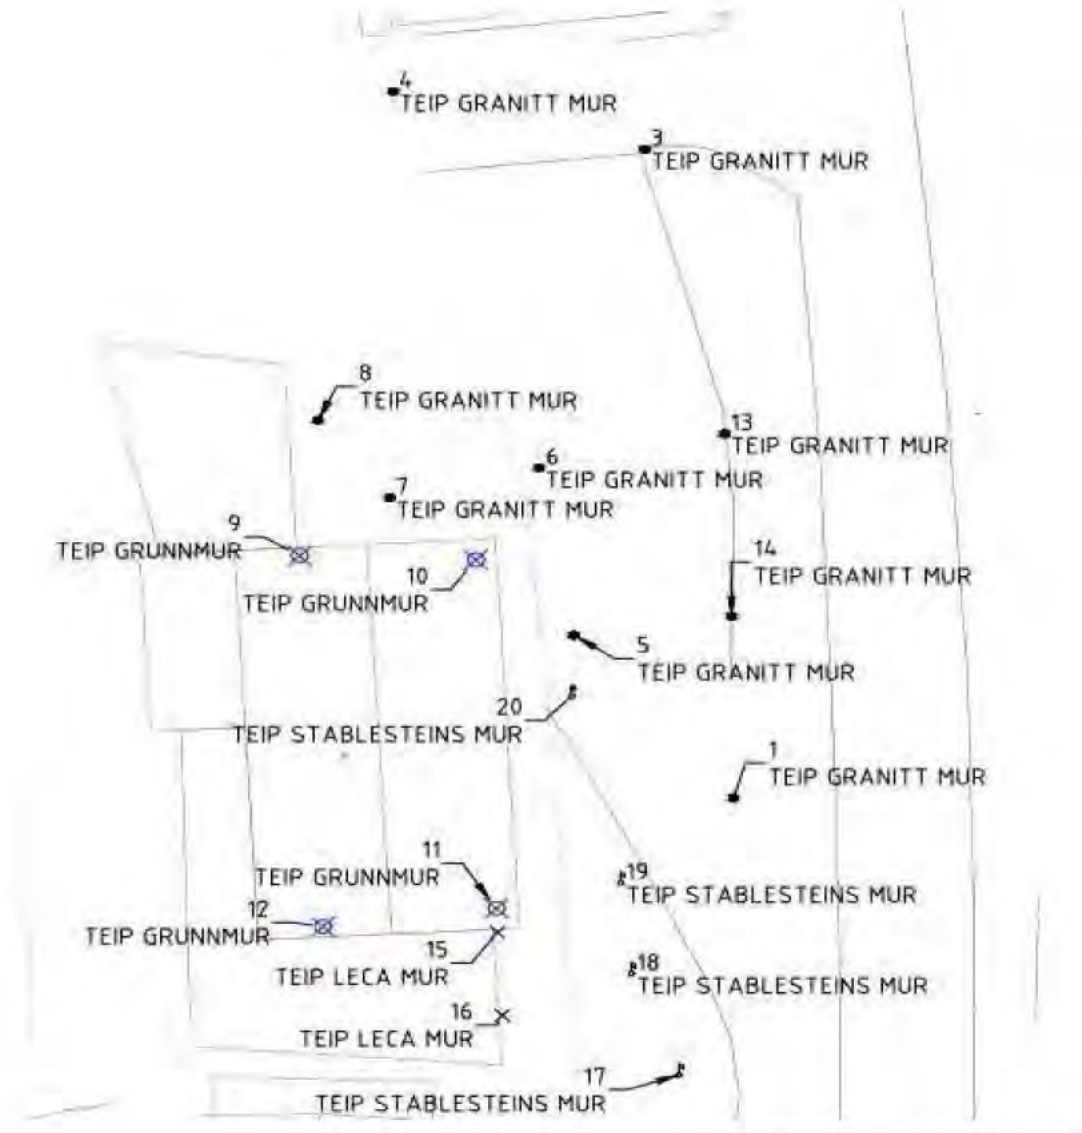 4
TEIP GRANITT MUR
3
TEIP GRANITT MUR
8
TEIP GRANITT MUR
13
TEIP GRANITT MUR
6
TEIP GRANITT MUR
7
TEIP GRANITT MUR
9
TEIP GRUNNMUR
14
TEIP GRANITT MUR
10
TEIP GRUNNMUR
5
TEIP GRANITT MUR
20
TEIP STABLESTEINS MUR
1
TEIP GRANITT MUR
11
TEIP GRUNNMUR
19
TEIP STABLESTEINS MUR
12
TEIP GRUNNMUR
15
TEIP LECA MUR
18
TEIP STABLESTEINS MUR
16
TEIP LECA MUR
17
TEIP STABLESTEINS MUR